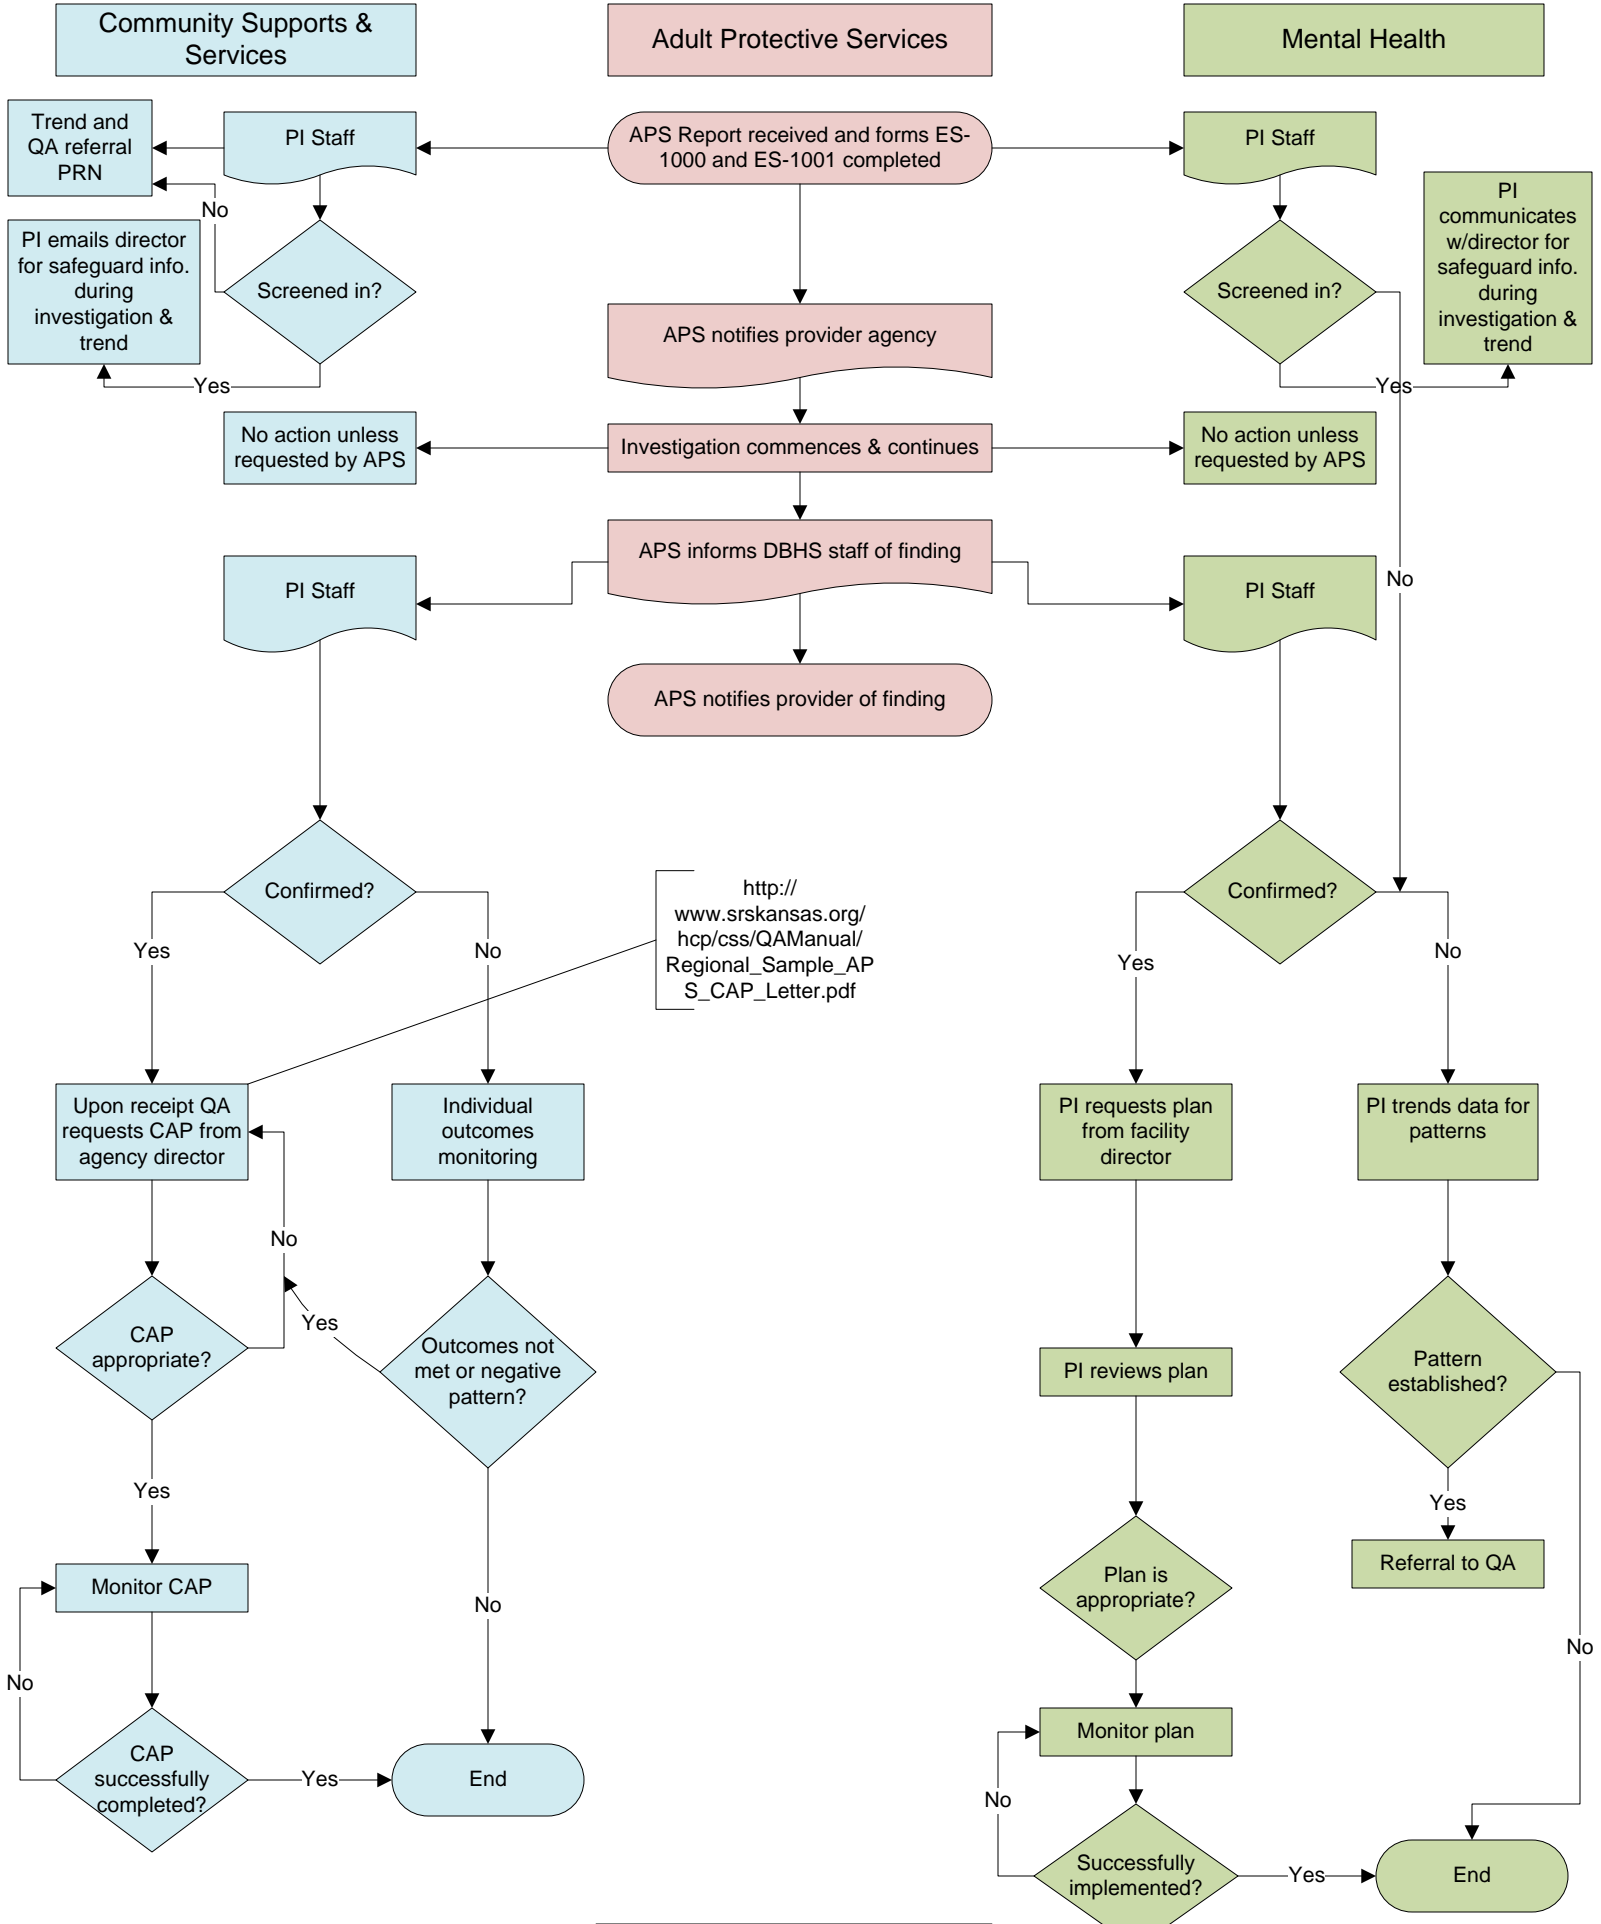 Community Supports &
Services
Adult Protective Services
Mental Health
Trend and
QA referral
PRN
PI Staff
APS Report received and forms ES-
1000 and ES-1001 completed
PI Staff
PI
communicates
w/director for
safeguard info.
during
investigation &
trend
No
PI emails director
for safeguard info.
during
investigation &
trend
Screened in?
Screened in?
APS notifies provider agency
Yes
Yes
No action unless
requested by APS
Investigation commences & continues
No action unless
requested by APS
APS informs DBHS staff of finding
PI Staff
PI Staff
No
APS notifies provider of finding
Confirmed?
http://
www.srskansas.org/
hcp/css/QAManual/
Regional_Sample_AP
S_CAP_Letter.pdf
Confirmed?
Yes
No
Yes
No
Upon receipt QA
requests CAP from
agency director
Individual
outcomes
monitoring
PI requests plan
from facility
director
PI trends data for
patterns
No
Yes
CAP
appropriate?
Outcomes not
met or negative
pattern?
PI reviews plan
Pattern
established?
Yes
Yes
Monitor CAP
Referral to QA
Plan is
appropriate?
No
No
No
Monitor plan
CAP
successfully
completed?
Yes
End
No
Successfully
implemented?
Yes
End